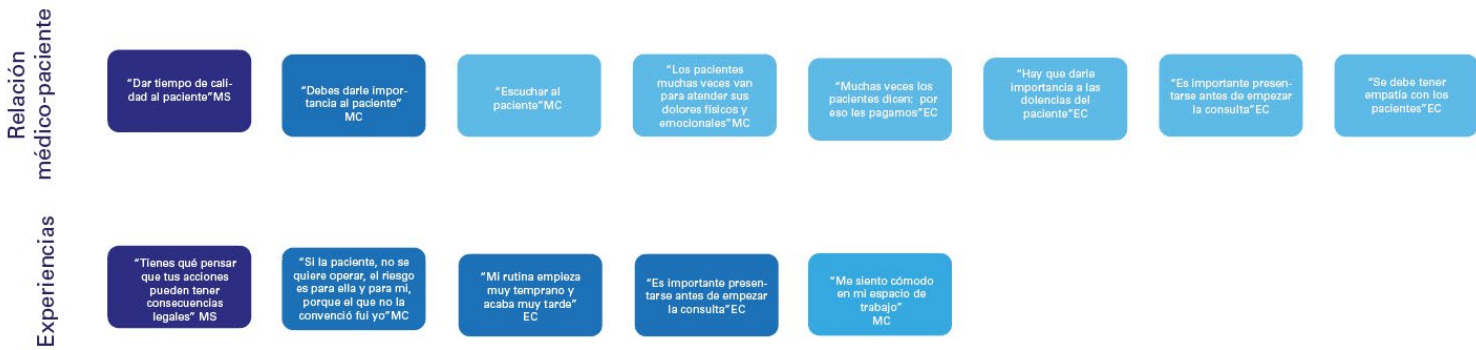 Relación
médico-paciente
"Dar tiempo de cali-
dad al paciente"MS
"Debes darle impor-
tancia al paciente"
MC
"Escuchar al
paciente"MC
"Los pacientes
muchas veces van
para atender sus
dolores físicos y
emocionales"MC
"Muchas veces los
pacientes dicen: por
eso les pagamos"EC
"Hay que darle
importancia a las
dolencias del
paciente"EC
"Es importante presen-
tarse antes de empezar
la consulta"EC
"Se debe tener
empatía con los
pacientes"EC
Experiencias
"Tienes qué pensar
que tus acciones
pueden tener
consecuencias
legales" MS
"Si la paciente, no se
quiere operar, el riesgo
es para ella y para mi,
porque el que no la
convenció fui yo"MC
"Mi rutina empieza
muy temprano y
acaba muy tarde"
EC
"Es importante presen-
tarse antes de empezar
la consulta"EC
"Me siento cómodo
en mi espacio de
trabajo"
MC